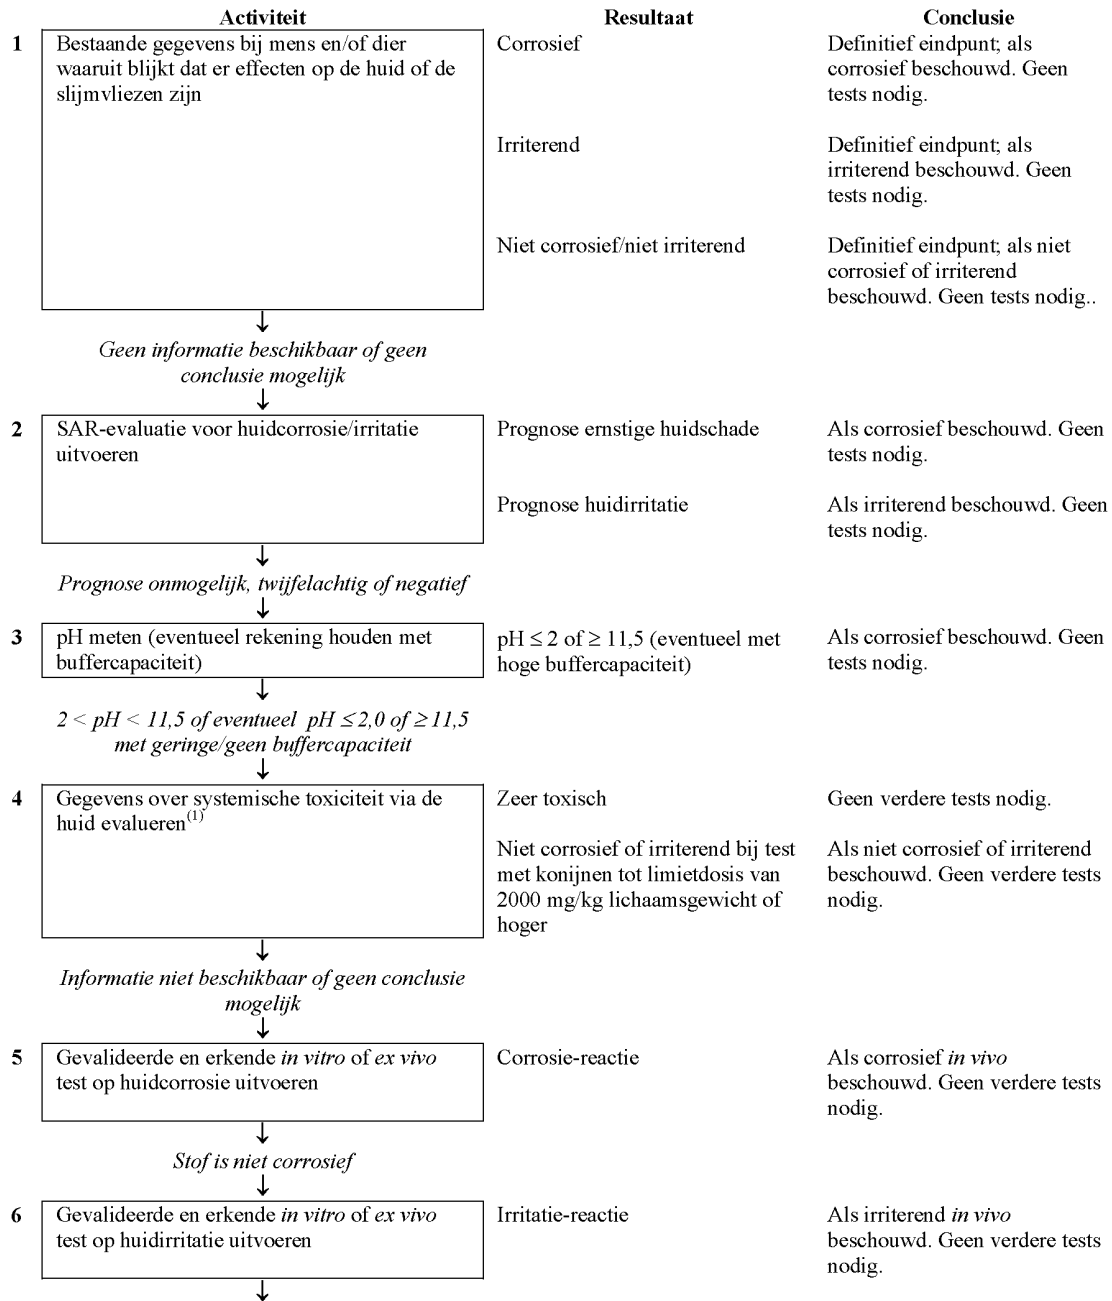 Activiteit Resultaat Conclusie
1 Bestaande gegevens bij mens en/of dier Corrosief Definitief eindpunt; als
waaruit blijkt dat er effecten op de huid of de corrosief beschouwd. Geen
slijmvliezen zijn tests nodig.
Irriterend Definitief eindpunt; als
irriterend beschouwd. Geen
tests nodig.
Niet corrosief/niet irriterend Definitief eindpunt; als niet
corrosief of irriterend
beschouwd. Geen tests nodig..
↓
Geen informatie beschikbaar of geen
conclusie mogelijk
↓
2 SAR-evaluatie voor huidcorrosie/irritatie Prognose ernstige huidschade Als corrosief beschouwd. Geen
uitvoeren tests nodig.
Prognose huidirritatie Als irriterend beschouwd. Geen
tests nodig.
↓
Prognose onmogelijk, twijfelachtig of negatief
↓
3 pH meten (eventueel rekening houden met pH ≤ 2 of ≥ 11,5 (eventueel met Als corrosief beschouwd. Geen
buffercapaciteit) hoge buffercapaciteit) tests nodig.
↓
2 < pH < 11,5 of eventueel pH ≤2,0 of ≥11,5
met geringe/geen buffercapaciteit
↓
4 Gegevens over systemische toxiciteit via de Zeer toxisch Geen verdere tests nodig.
huid evalueren(1)
Niet corrosief of irriterend bij test Als niet corrosief of irriterend
met konijnen tot limietdosis van beschouwd. Geen verdere tests
2000 mg/kg lichaamsgewicht of nodig.
hoger
↓
Informatie niet beschikbaar of geen conclusie
mogelijk
↓
5 Gevalideerde en erkende in vitro of ex vivo Corrosie-reactie Als corrosief in vivo
test op huidcorrosie uitvoeren beschouwd. Geen verdere tests
nodig.
↓
Stof is niet corrosief
↓
6 Gevalideerde en erkende in vitro of ex vivo Irritatie-reactie Als irriterend in vivo
test op huidirritatie uitvoeren beschouwd. Geen verdere tests
nodig.
↓